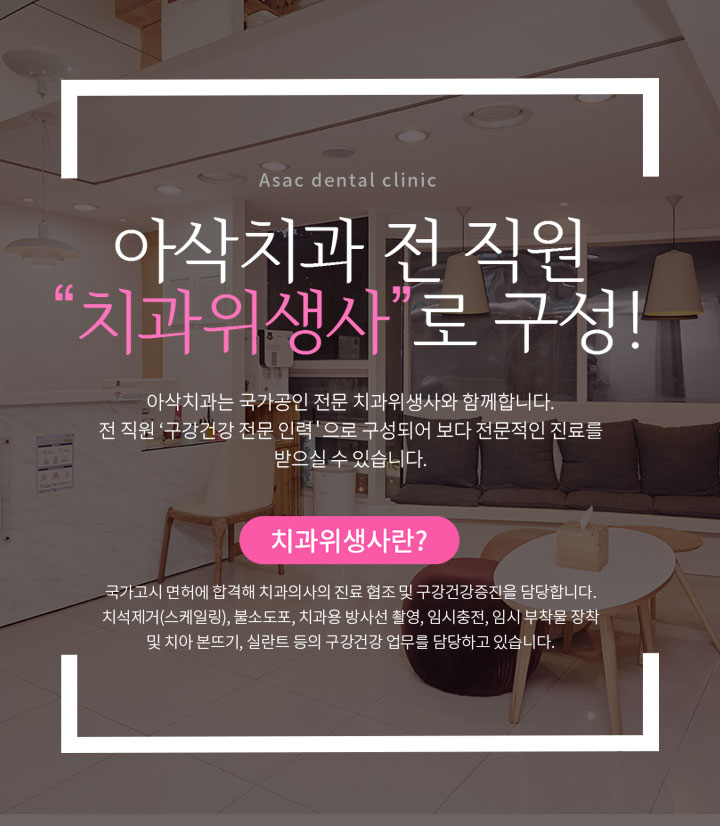 Asac dental clinic
아삭치과 전 직원
“치과위생사”로 구성!
아삭치과는 국가공인 전문 치과위생사와 함께합니다.
전 직원 ‘구강건강 전문 인력'으로 구성되어 보다 전문적인 진료를
받으실 수 있습니다.
치과위생사란?
국가고시 면허에 합격해 치과의사의 진료 협조 및 구강건강증진을 담당합니다.
치석제거(스케일링), 불소도포, 치과용 방사선 촬영, 임시충전, 임시 부착물 장착
및 치아 본뜨기, 실란트 등의 구강건강 업무를 담당하고 있습니다.